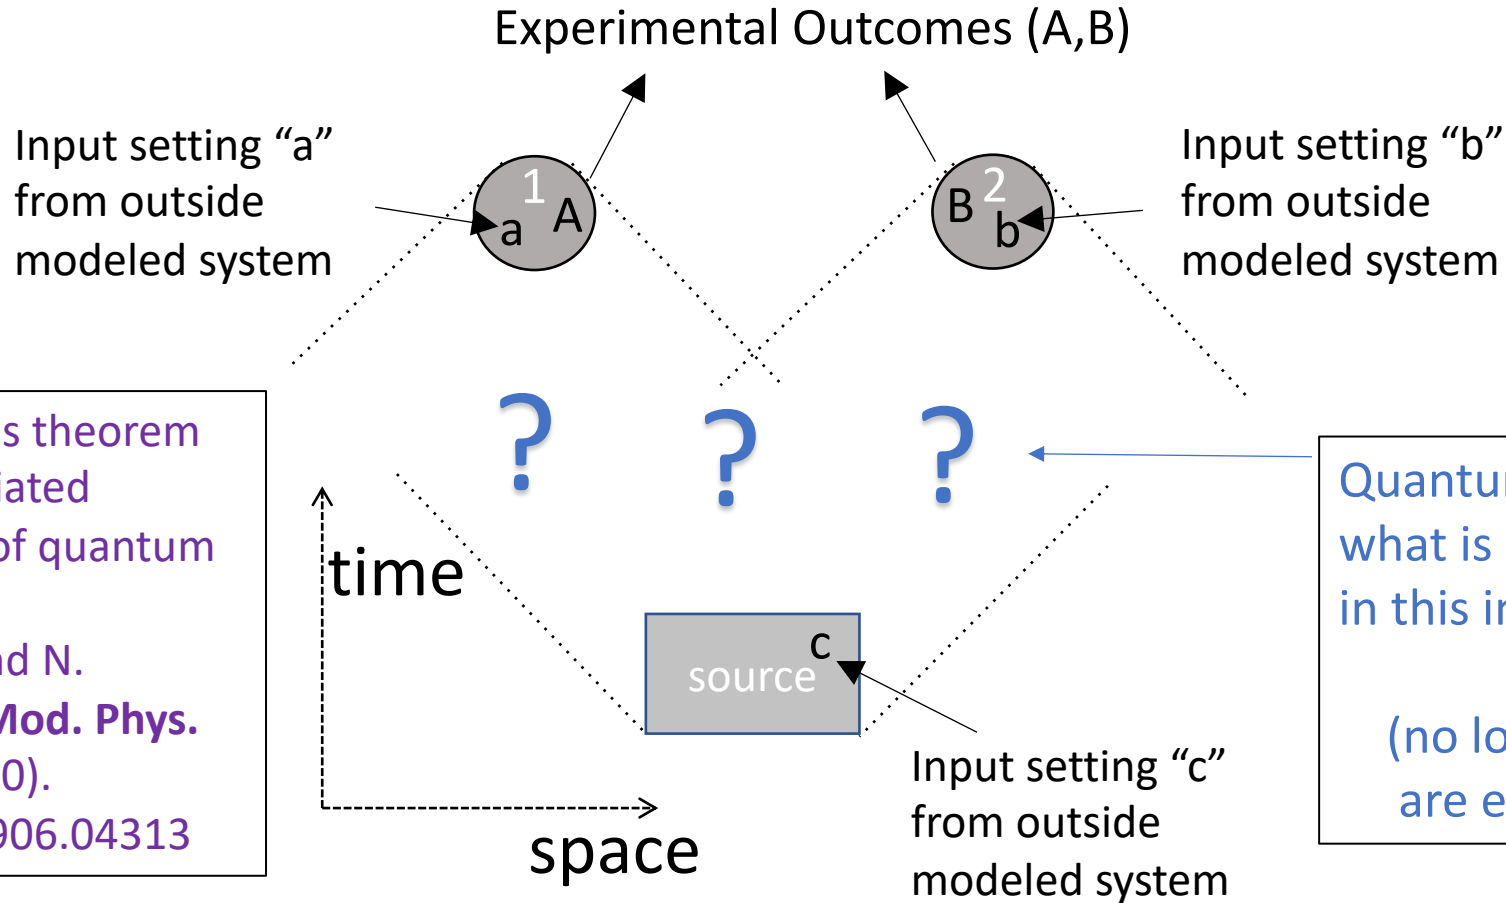 Experimental Outcomes (A,B)
Input setting “a”
from outside
modeled system
1
a A
B 2
b
Input setting “b”
from outside
modeled system
? ? ?
s theorem
iated
of quantum
nd N.
Mod. Phys.
0).
906.04313
time
space
source
c
Input setting “c”
from outside
modeled system
Quantu
what is
in this i
(no lo
are e